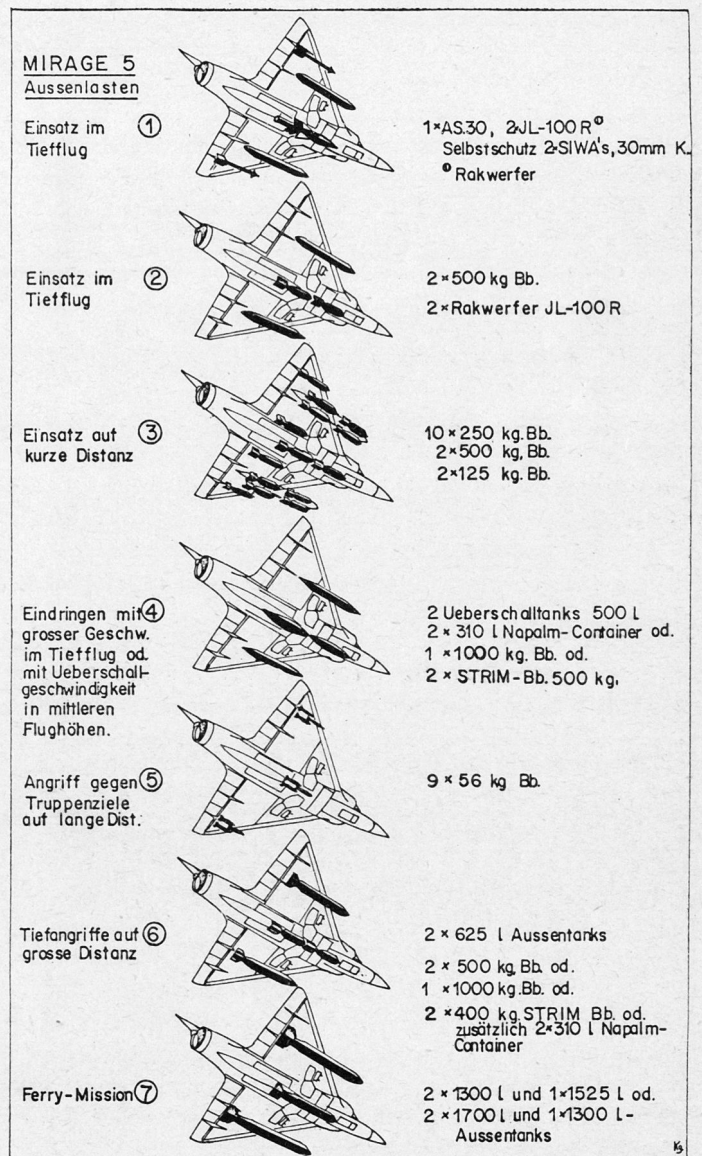 MIRAGE 5
Aussenlasten
Einsatz im ①
Tiefflug
1×AS.30, 2×JL-100 R❶
Selbstschutz 2×SIWA's, 30mm K.
❶ Rakwerfer
Einsatz im ②
Tiefflug
2×500 kg Bb.
2×Rakwerfer JL-100 R
Einsatz auf ③
kurze Distanz
10×250 kg. Bb.
2×500 kg. Bb.
2×125 kg. Bb.
Eindringen mit ④
grosser Geschw.
im Tiefflug od.
mit Ueberschall-
geschwindigkeit
in mittleren
Flughöhen.
2 Ueberschalltanks 500 l
2 × 310 l Napalm-Container od.
1 × 1000 kg. Bb. od.
2 × STRIM-Bb. 500 kg.
Angriff gegen ⑤
Truppenziele
auf lange Dist.
9 × 56 kg Bb.
Tiefangriffe auf ⑥
grosse Distanz
2 × 625 l Aussentanks
2 × 500 kg. Bb. od.
1 × 1000 kg. Bb. od.
2 × 400 kg. STRIM Bb. od.
zusätzlich 2×310 l Napalm-
Container
Ferry-Mission ⑦
2 × 1300 l und 1×1525 l od.
2 × 1700 l und 1×1300 l-
Aussentanks